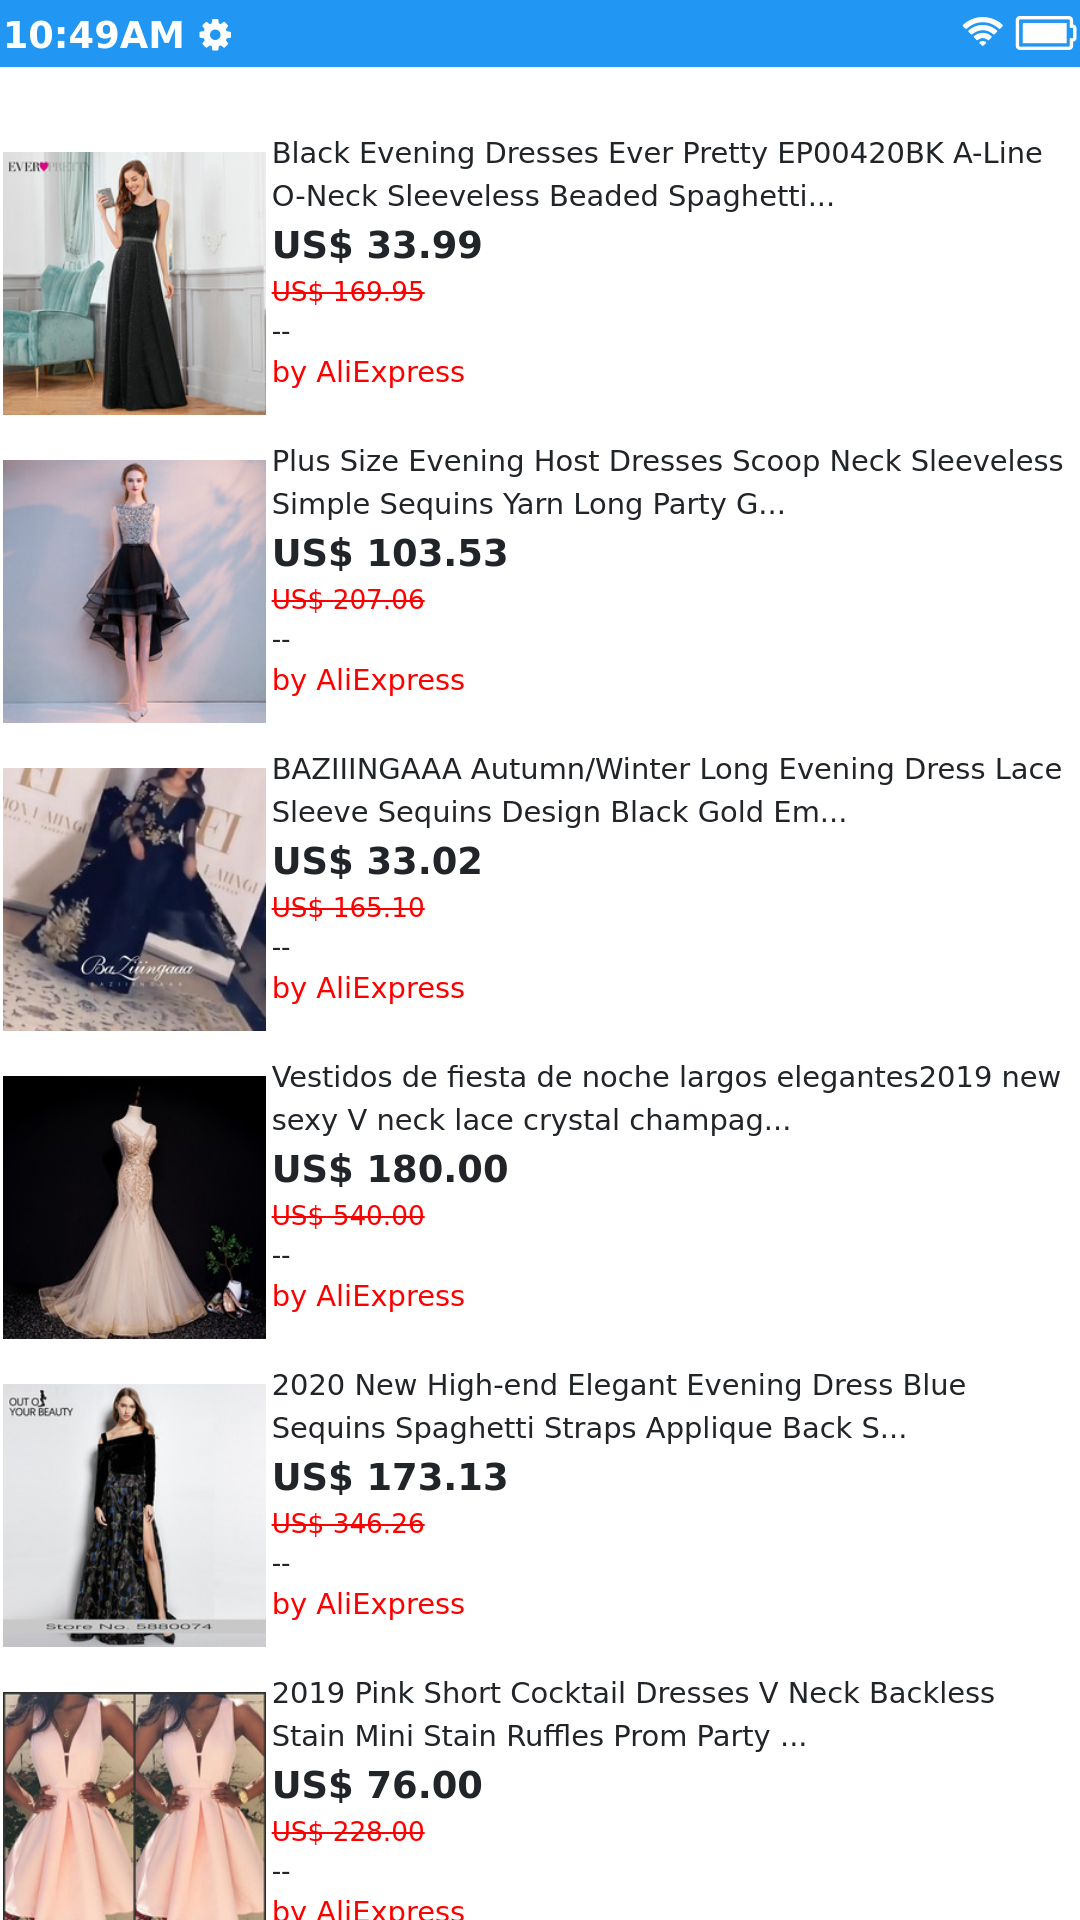 10:49AM
EVER PRETTY
Black Evening Dresses Ever Pretty EP00420BK A-Line
O-Neck Sleeveless Beaded Spaghetti...
US$ 33.99
US$ 169.95
--
by AliExpress
Plus Size Evening Host Dresses Scoop Neck Sleeveless
Simple Sequins Yarn Long Party G...
US$ 103.53
US$ 207.06
--
by AliExpress
BaZiiingaaa
BAZIIINGAAA
BAZIIINGAAA Autumn/Winter Long Evening Dress Lace
Sleeve Sequins Design Black Gold Em...
US$ 33.02
US$ 165.10
--
by AliExpress
Vestidos de fiesta de noche largos elegantes2019 new
sexy V neck lace crystal champag...
US$ 180.00
US$ 540.00
--
by AliExpress
OUT OF
YOUR BEAUTY
Store No. 5880074
2020 New High-end Elegant Evening Dress Blue
Sequins Spaghetti Straps Applique Back S...
US$ 173.13
US$ 346.26
--
by AliExpress
2019 Pink Short Cocktail Dresses V Neck Backless
Stain Mini Stain Ruffles Prom Party ...
US$ 76.00
US$ 228.00
--
by AliExpress